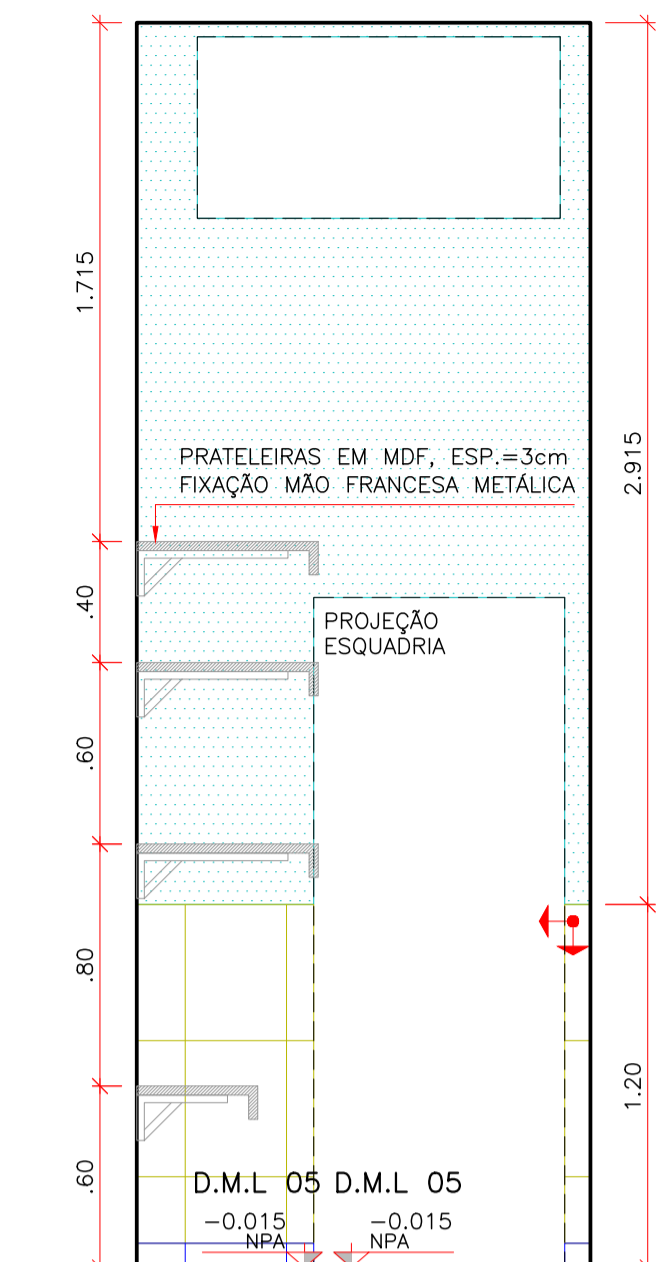 1.715
2.915
PRATELEIRAS EM MDF, ESP.=3cm
FIXAÇÃO MÃO FRANCESA METÁLICA
.40
PROJEÇÃO
ESQUADRIA
.60
.80
1.20
.60
D.M.L 05 D.M.L 05
-0.015 -0.015
NPA NPA